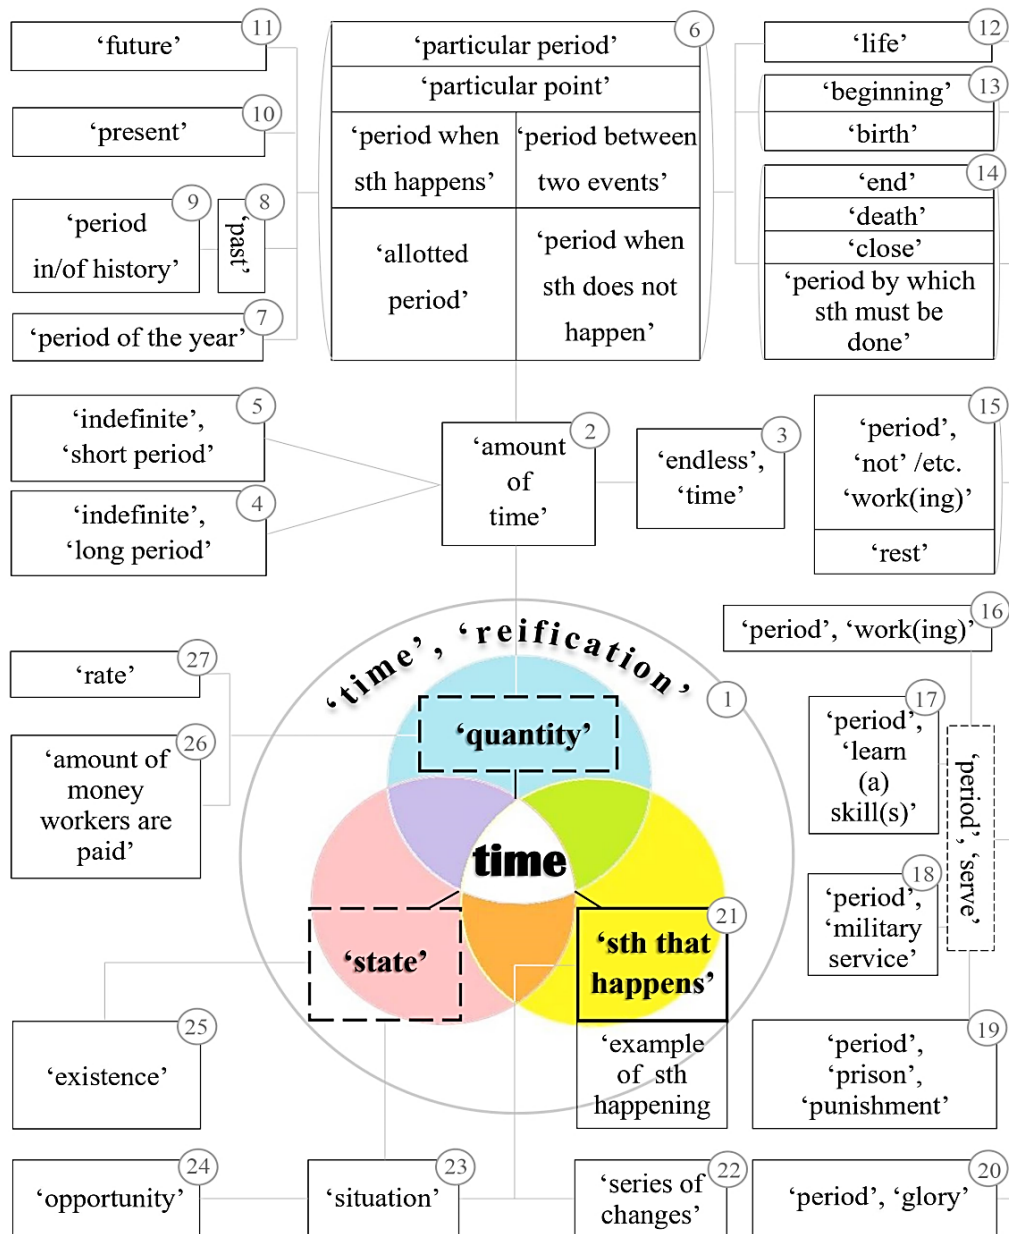 11
‘future’
6
‘particular period’
‘particular point’
‘period when
sth happens’
‘period between
two events’
‘allotted
period’
‘period when
sth does not
happen’
12
‘life’
13
‘beginning’
‘birth’
10
‘present’
14
‘end’
‘death’
‘close’
‘period by which
sth must be
done’
9
‘period
in/of history’
8
‘past’
7
‘period of the year’
5
‘indefinite’,
‘short period’
4
‘indefinite’,
‘long period’
2
‘amount
of
time’
3
‘endless’,
‘time’
15
‘period’,
‘not’ /etc.
‘work(ing)’
‘rest’
16
‘period’, ‘work(ing)’
‘time’, ‘reification’
1
27
‘rate’
26
‘amount of
money
workers are
paid’
‘quantity’
time
‘state’
21
‘sth that
happens’
‘example
of sth
happening
17
‘period’,
‘learn
(a)
skill(s)’
‘period’, ‘serve’
18
‘period’,
‘military
service’
25
‘existence’
19
‘period’,
‘prison’,
‘punishment’
24
‘opportunity’
23
‘situation’
22
‘series of
changes’
20
‘period’, ‘glory’